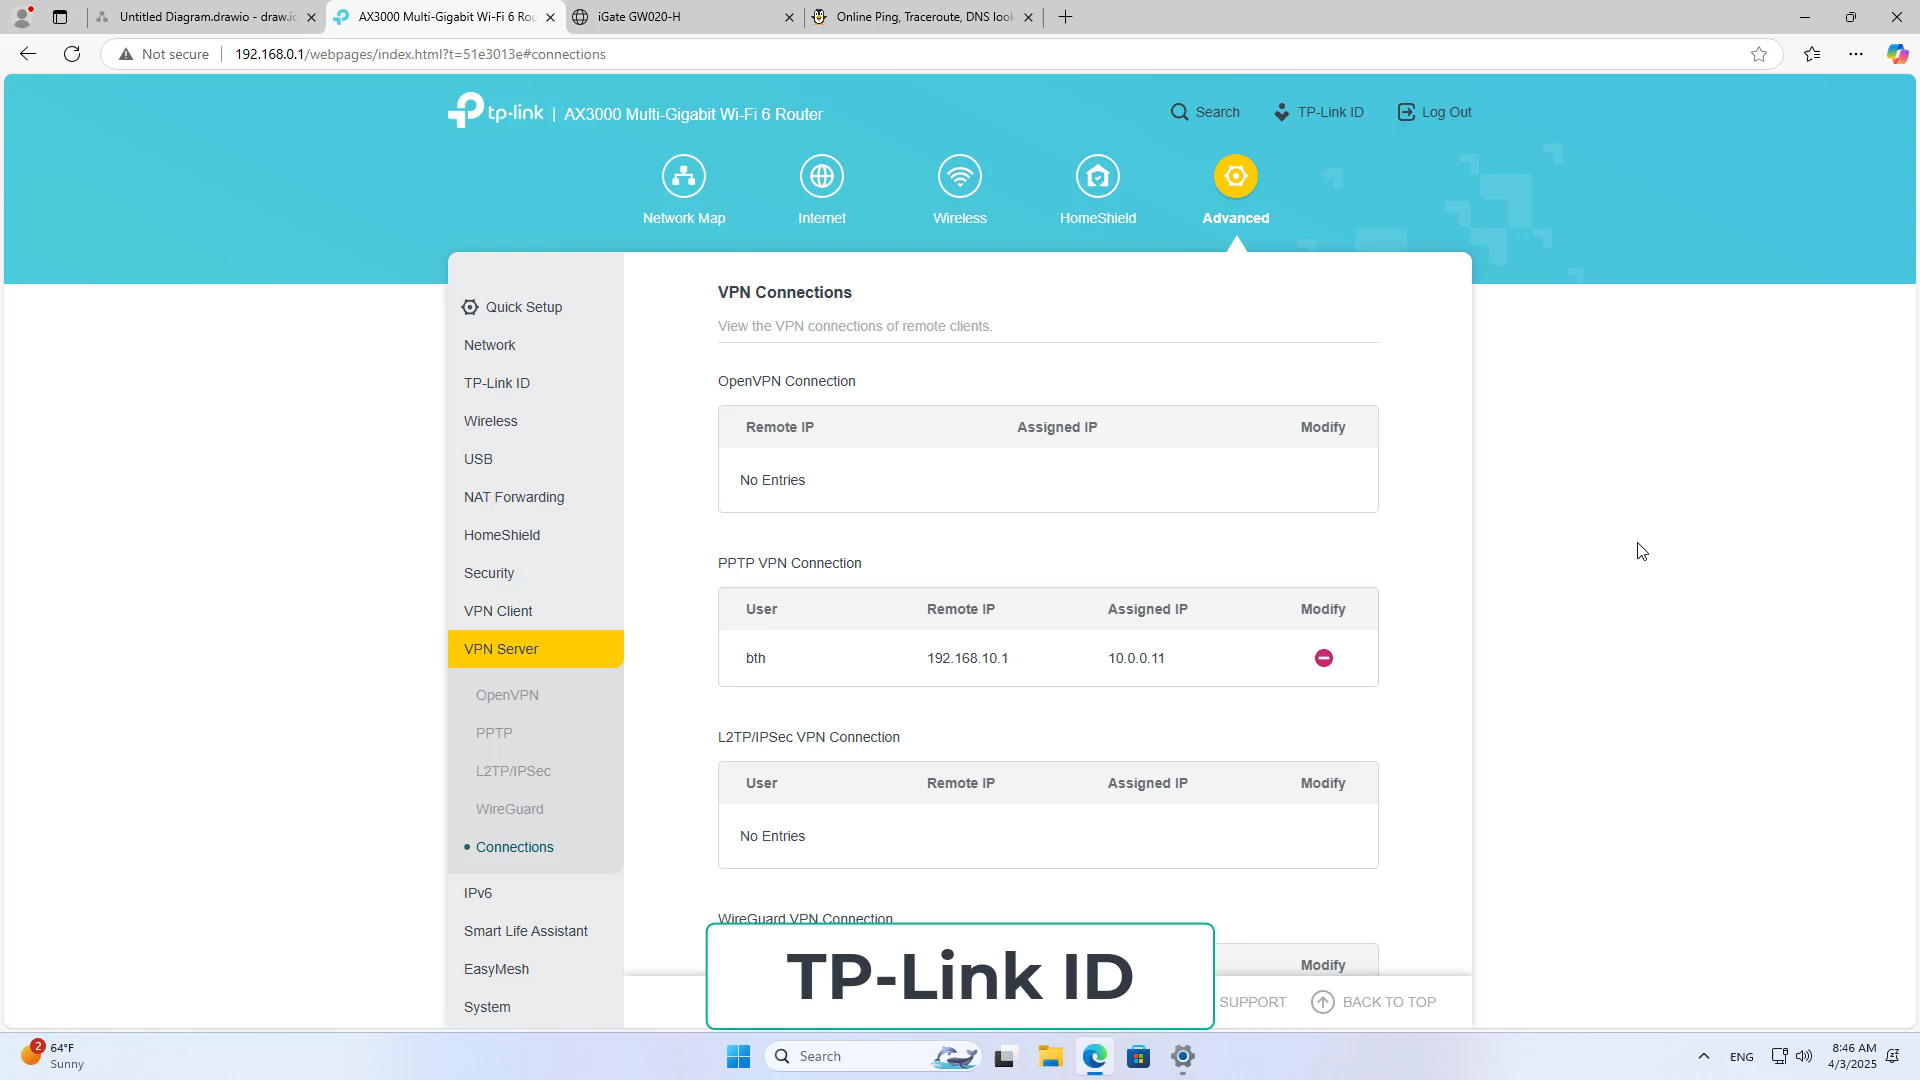 Untitled Diagram.drawio - draw.io
AX3000 Multi-Gigabit Wi-Fi 6 Rou
iGate GW020-H
Online Ping, Traceroute, DNS look
Not secure
192.168.0.1/webpages/index.html?t=51e3013e#connections
tp-link | AX3000 Multi-Gigabit Wi-Fi 6 Router
Search
TP-Link ID
Log Out
Network Map
Internet
Wireless
HomeShield
Advanced
Quick Setup
Network
TP-Link ID
Wireless
USB
NAT Forwarding
HomeShield
Security
VPN Client
VPN Server
OpenVPN
PPTP
L2TP/IPSec
WireGuard
Connections
IPv6
Smart Life Assistant
EasyMesh
System
VPN Connections
View the VPN connections of remote clients.
OpenVPN Connection
Remote IP Assigned IP Modify
No Entries
PPTP VPN Connection
User Remote IP Assigned IP Modify
bth 192.168.10.1 10.0.0.11
L2TP/IPSec VPN Connection
User Remote IP Assigned IP Modify
No Entries
WireGuard VPN Connection
Modify
TP-Link ID
SUPPORT
BACK TO TOP
2
64°F
Sunny
Search
ENG
8:46 AM
4/3/2025